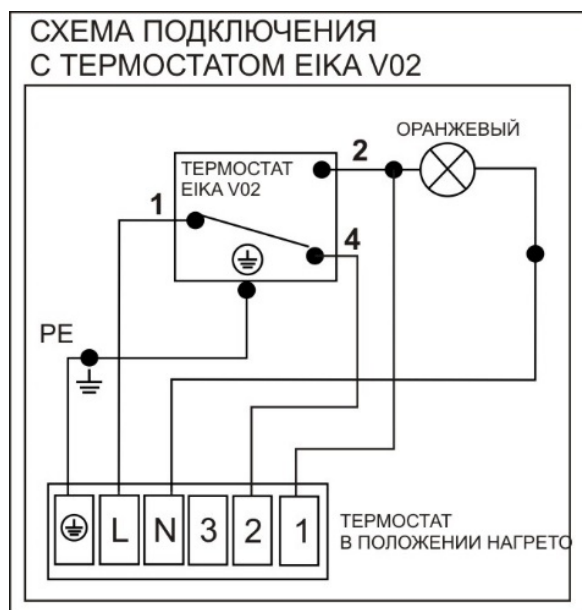 СХЕМА ПОДКЛЮЧЕНИЯ
С ТЕРМОСТАТОМ EIKA V02
ОРАНЖЕВЫЙ
ТЕРМОСТАТ
EIKA V02
2
1
4
PE
L N 3 2 1
ТЕРМОСТАТ
В ПОЛОЖЕНИИ НАГРЕТО